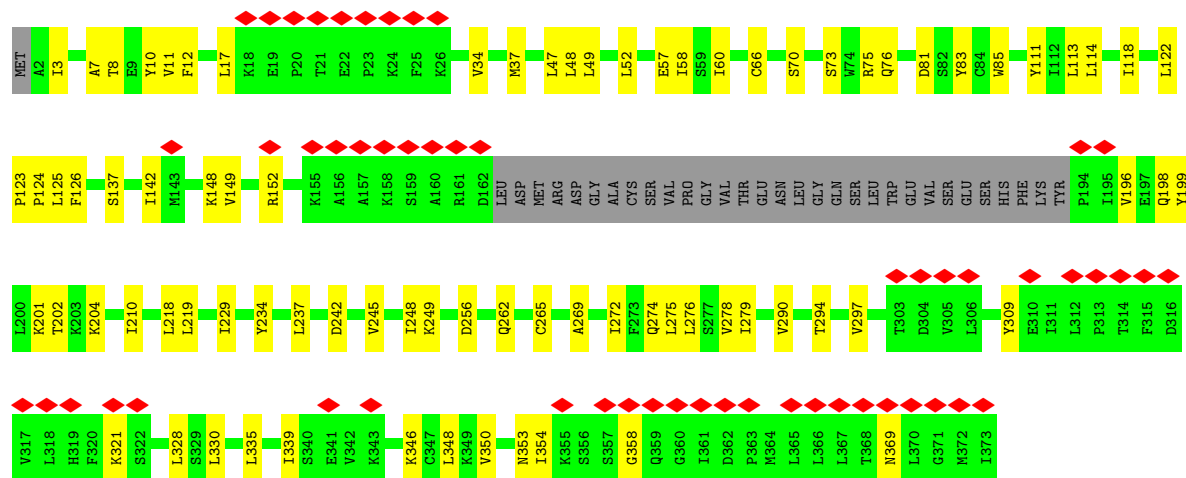 MET A2 I3 A7 T8 E9 Y10 V11 F12 L17 K18 E19 P20 T21 E22 P23 K24 F25 K26 V34 M37 L47 L48 L49 L52 E57 I58 S59 I60 C66 S70 S73 W74 R75 Q76 D81 S82 Y83 C84 W85 Y111 I112 L113 L114 I118 L122
P123 P124 L125 F126 S137 I142 M143 K148 V149 R152 K155 A156 A157 K158 S159 A160 R161 D162 LEU ASP MET ARG ASP GLY ALA CYS SER VAL PRO GLY VAL THR GLU ASN LEU GLY GLN SER LEU TRP GLU VAL SER GLU SER HIS PHE LYS TYR P194 I195 V196 E197 Q198 Y199
L200 K201 T202 K203 K204 I210 L218 L219 I229 Y234 L237 D242 V245 I248 K249 D256 Q262 C265 A269 I272 F273 Q274 L275 L276 S277 V278 I279 V290 T294 V297 T303 D304 V305 L306 Y309 E310 I311 L312 P313 T314 F315 D316
V317 L318 H319 F320 K321 S322 L328 S329 L330 L335 I339 S340 E341 V342 K343 K346 C347 L348 K349 V350 N353 I354 K355 S356 S357 G358 Q359 G360 I361 D362 P363 M364 L365 L366 L367 T368 N369 L370 G371 M372 I373